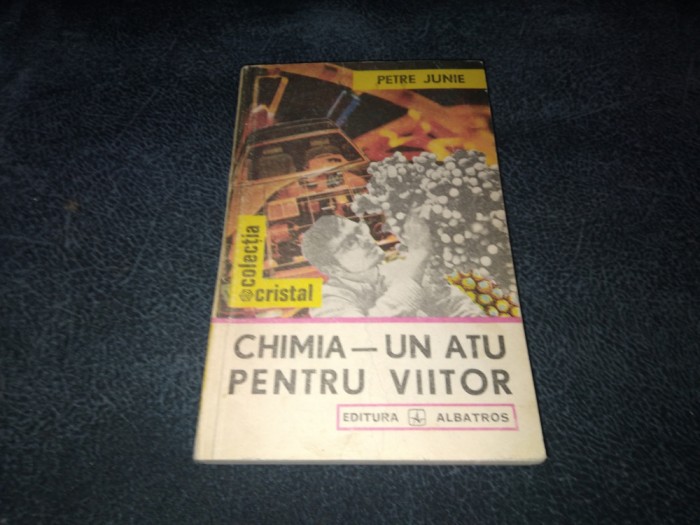 PETRE JUNIE
colecția
cristal
CHIMIA — UN ATU
PENTRU VIITOR
EDITURA ALBATROS